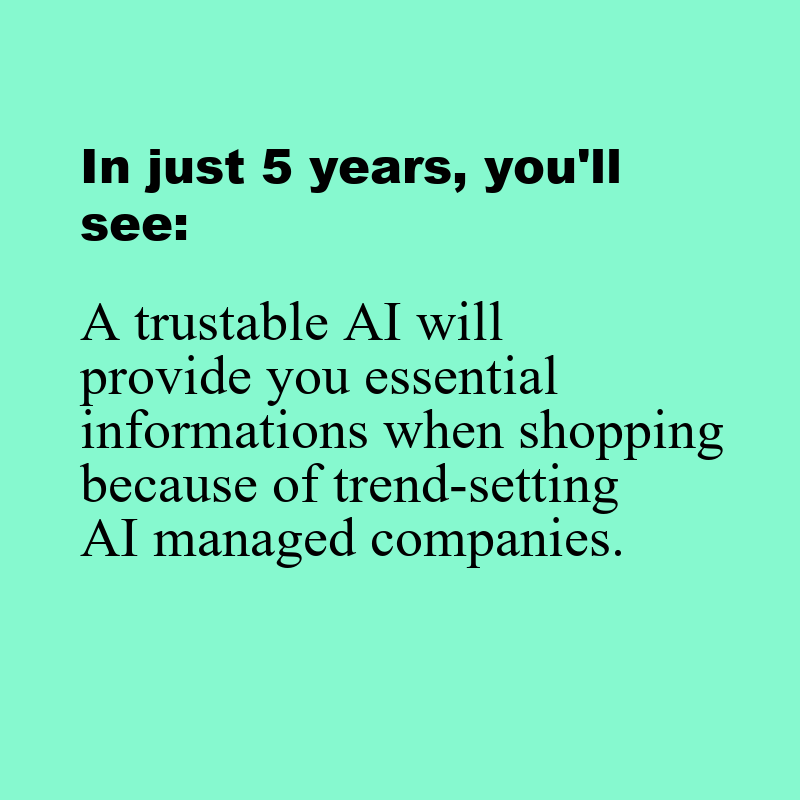 In just 5 years, you'll
see:
A trustable AI will
provide you essential
informations when shopping
because of trend-setting
AI managed companies.